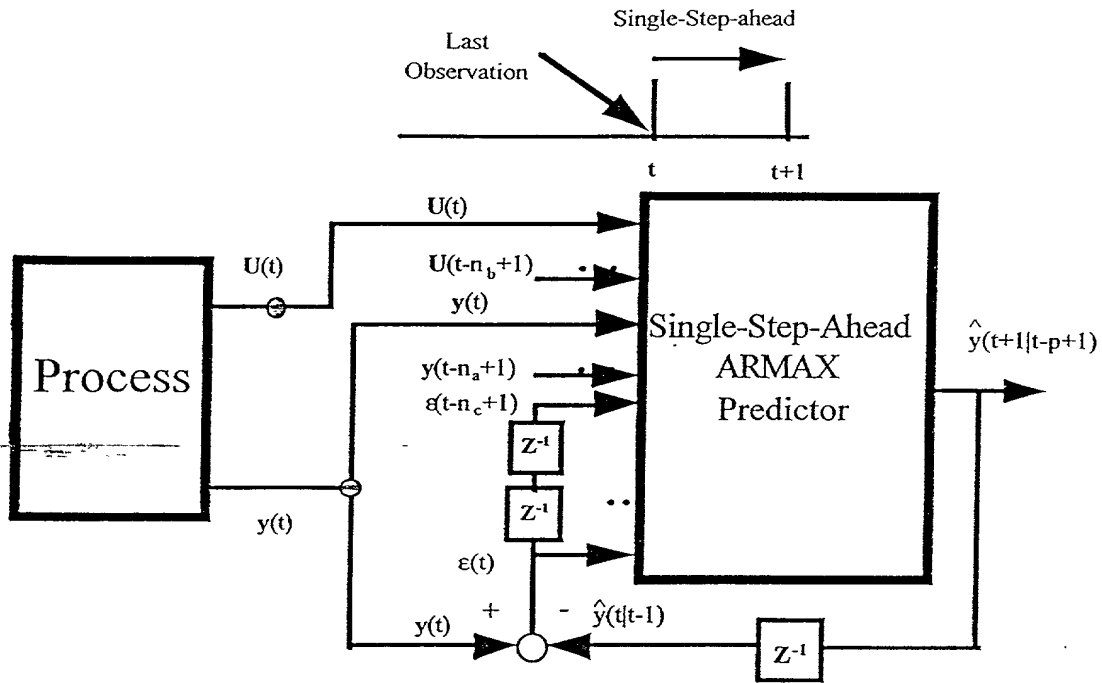 Single-Step-ahead
Last
Observation
t
t+1
U(t)
U(t)
U(t-n_b+1)
y(t)
Process
Single-Step-Ahead
ARMAX
Predictor
ŷ(t+1|t-p+1)
y(t-n_a+1)
ε(t-n_c+1)
Z⁻¹
Z⁻¹
y(t)
ε(t)
+
-
ŷ(t|t-1)
y(t)
Z⁻¹